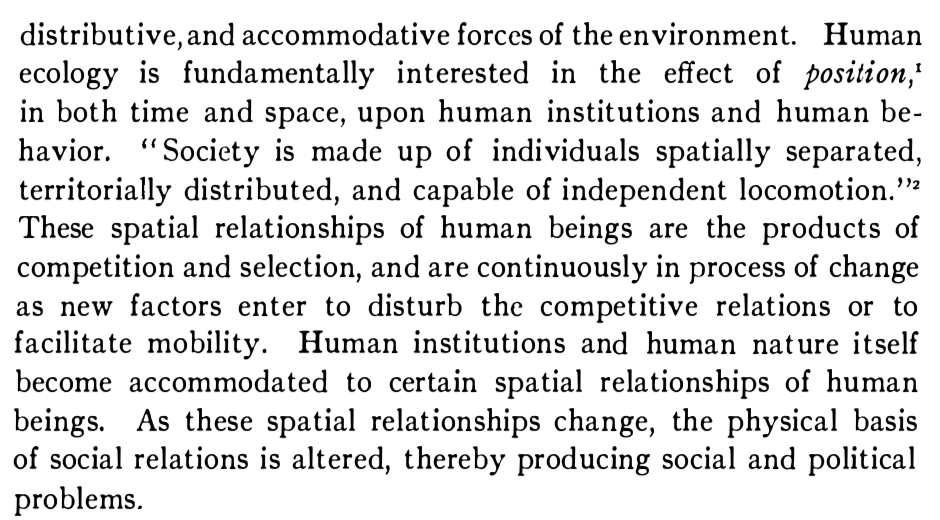 distributive, and accommodative forces of the environment. Human
ecology is fundamentally interested in the effect of position,¹
in both time and space, upon human institutions and human be-
havior. “Society is made up of individuals spatially separated,
territorially distributed, and capable of independent locomotion.”²
These spatial relationships of human beings are the products of
competition and selection, and are continuously in process of change
as new factors enter to disturb the competitive relations or to
facilitate mobility. Human institutions and human nature itself
become accommodated to certain spatial relationships of human
beings. As these spatial relationships change, the physical basis
of social relations is altered, thereby producing social and political
problems.